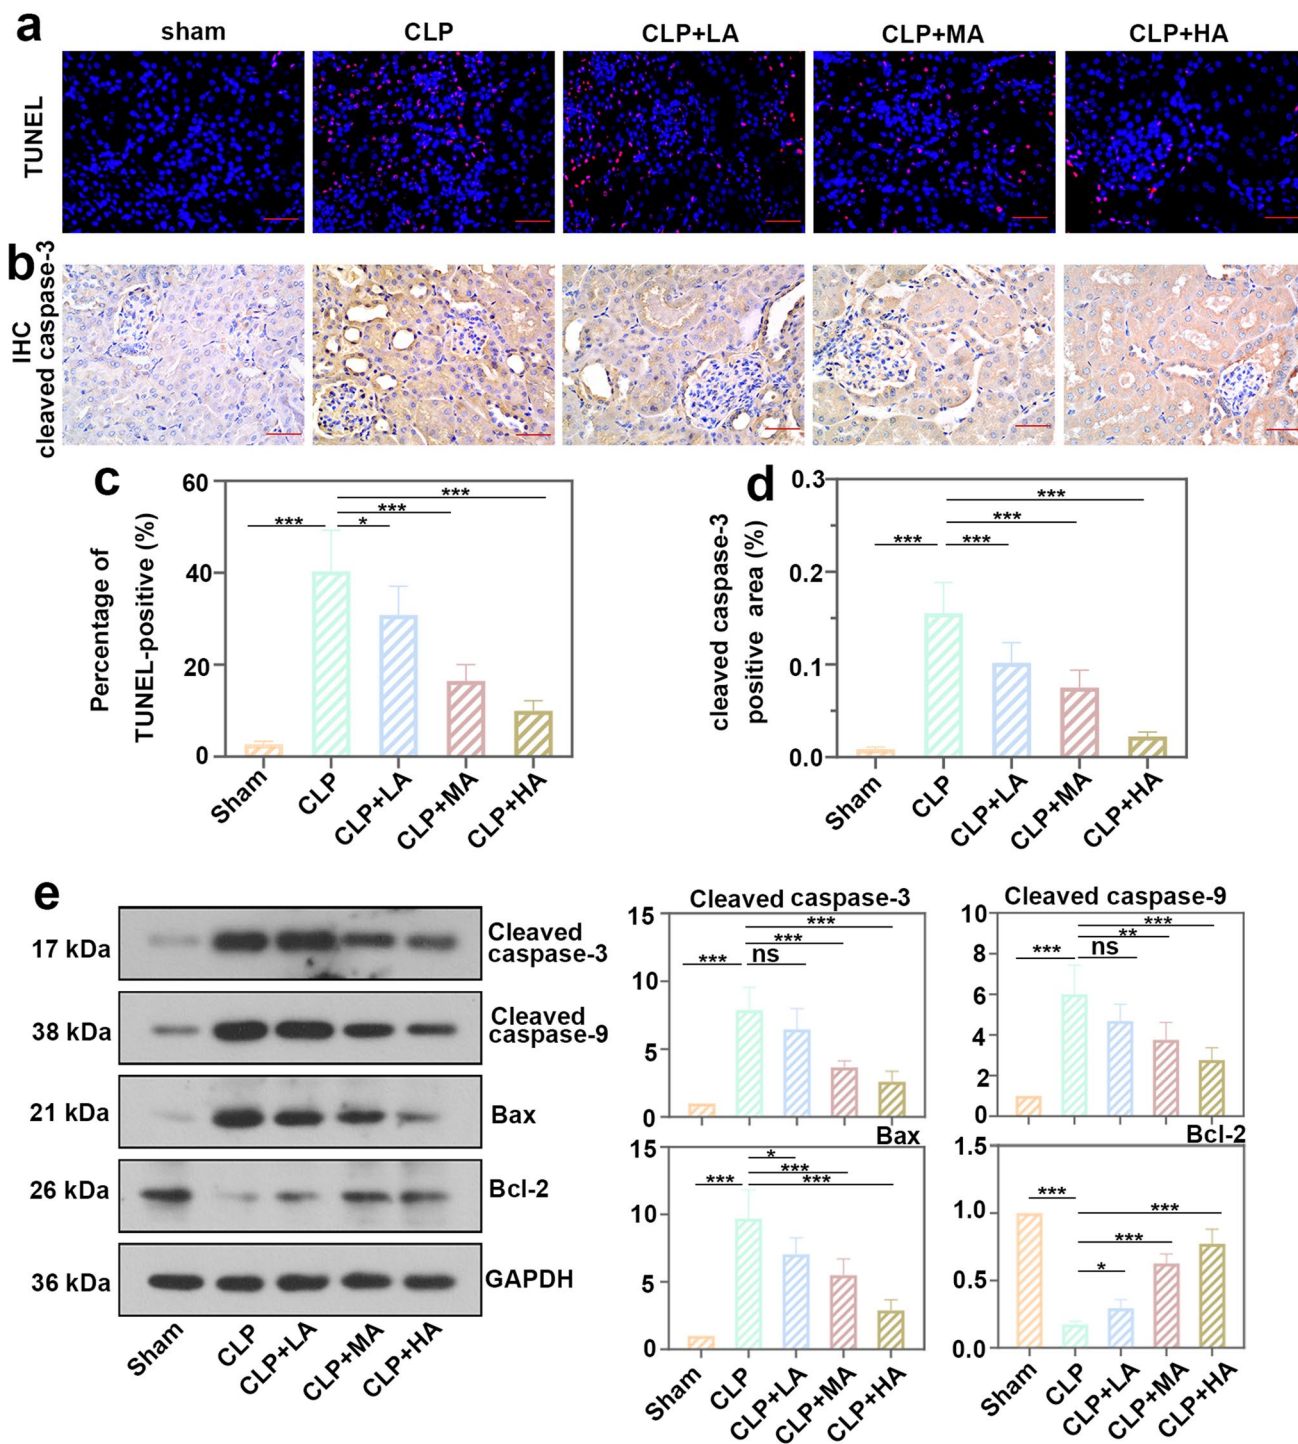 a
sham CLP CLP+LA CLP+MA CLP+HA
TUNEL
b
IHC
cleaved caspase-3
c
Percentage of
TUNEL-positive (%)
60
40
20
0
*** * *** ***
Sham CLP CLP+LA CLP+MA CLP+HA
d
cleaved caspase-3
positive area (%)
0.3
0.2
0.1
0.0
*** *** *** ***
Sham CLP CLP+LA CLP+MA CLP+HA
e
17 kDa Cleaved
caspase-3
38 kDa Cleaved
caspase-9
21 kDa Bax
26 kDa Bcl-2
36 kDa GAPDH
Sham CLP CLP+LA CLP+MA CLP+HA
Cleaved caspase-3
15
10
5
0
*** ns *** ***
Cleaved caspase-9
10
8
6
4
2
0
*** ns ** ***
Bax
15
10
5
0
*** * *** ***
Sham CLP CLP+LA CLP+MA CLP+HA
Bcl-2
1.5
1.0
0.5
0.0
*** * *** ***
Sham CLP CLP+LA CLP+MA CLP+HA